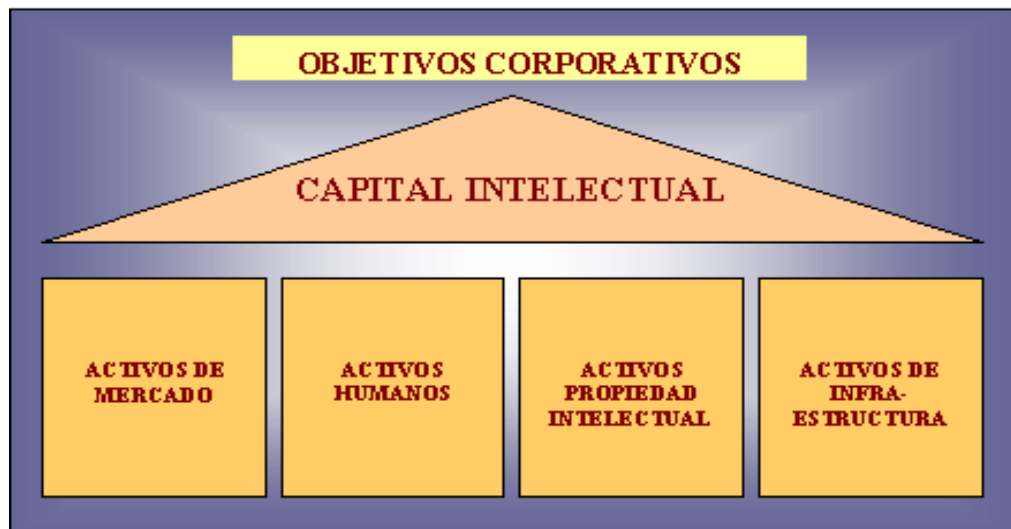 OBJETIVOS CORPORATIVOS
CAPITAL INTELECTUAL
ACTIVOS DE
MERCADO
ACTIVOS
HUMANOS
ACTIVOS
PROPIEDAD
INTELECTUAL
ACTIVOS DE
INFRA-
ESTRUCTURA